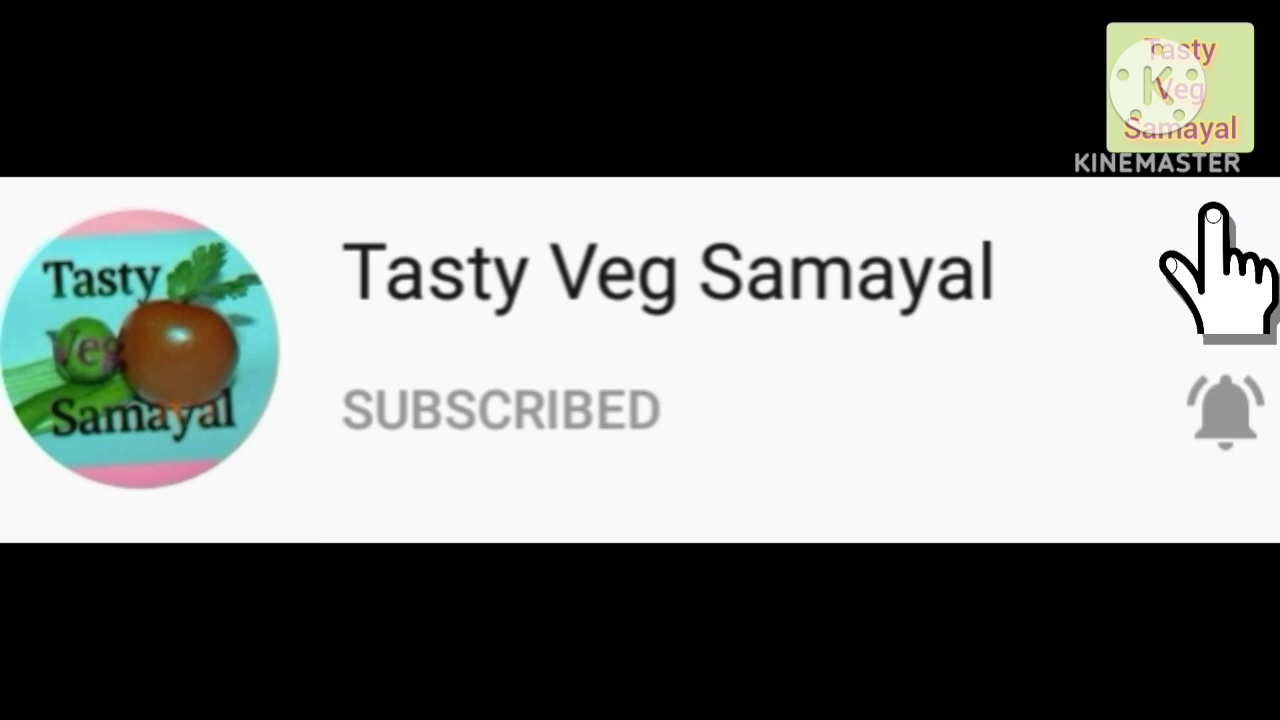 Tasty
Veg
Samayal
KINEMASTER
Tasty
Veg
Samayal
Tasty Veg Samayal
SUBSCRIBED